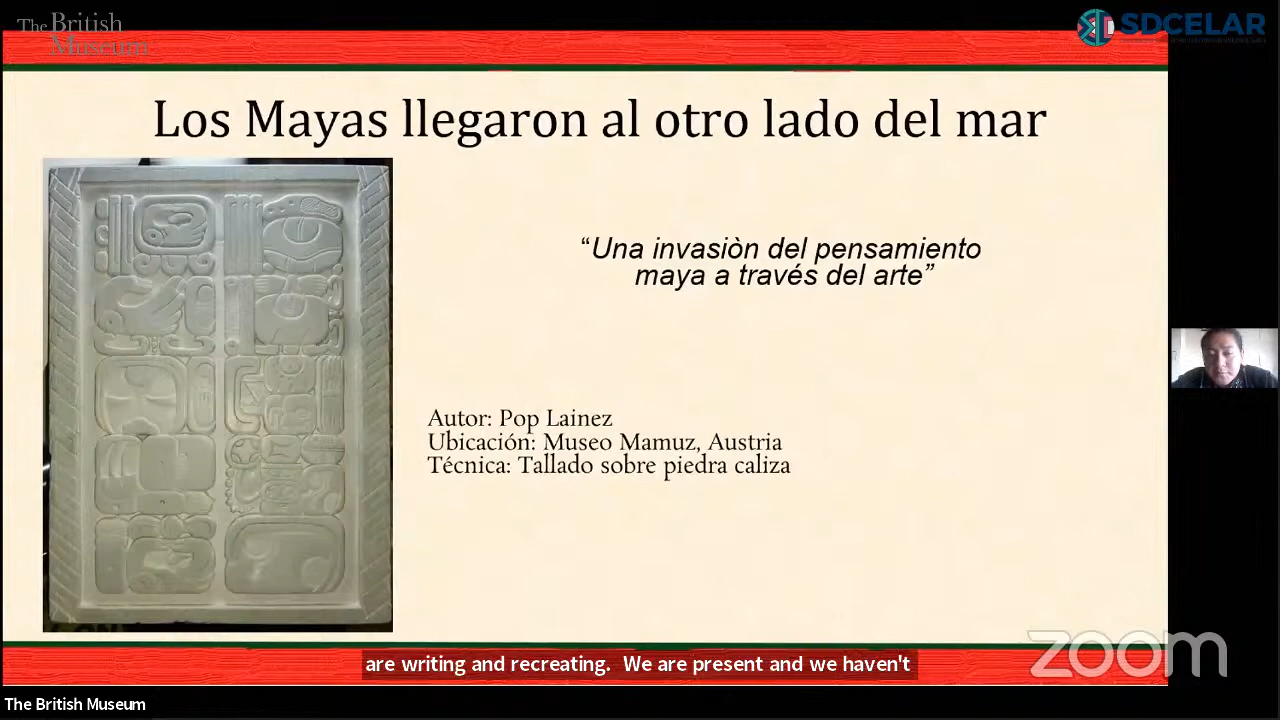 The British
Museum
SDCELAR
Los Mayas llegaron al otro lado del mar
“Una invasiòn del pensamiento
maya a través del arte”
Autor: Pop Lainez
Ubicación: Museo Mamuz, Austria
Técnica: Tallado sobre piedra caliza
are writing and recreating. We are present and we haven't
zoom
The British Museum